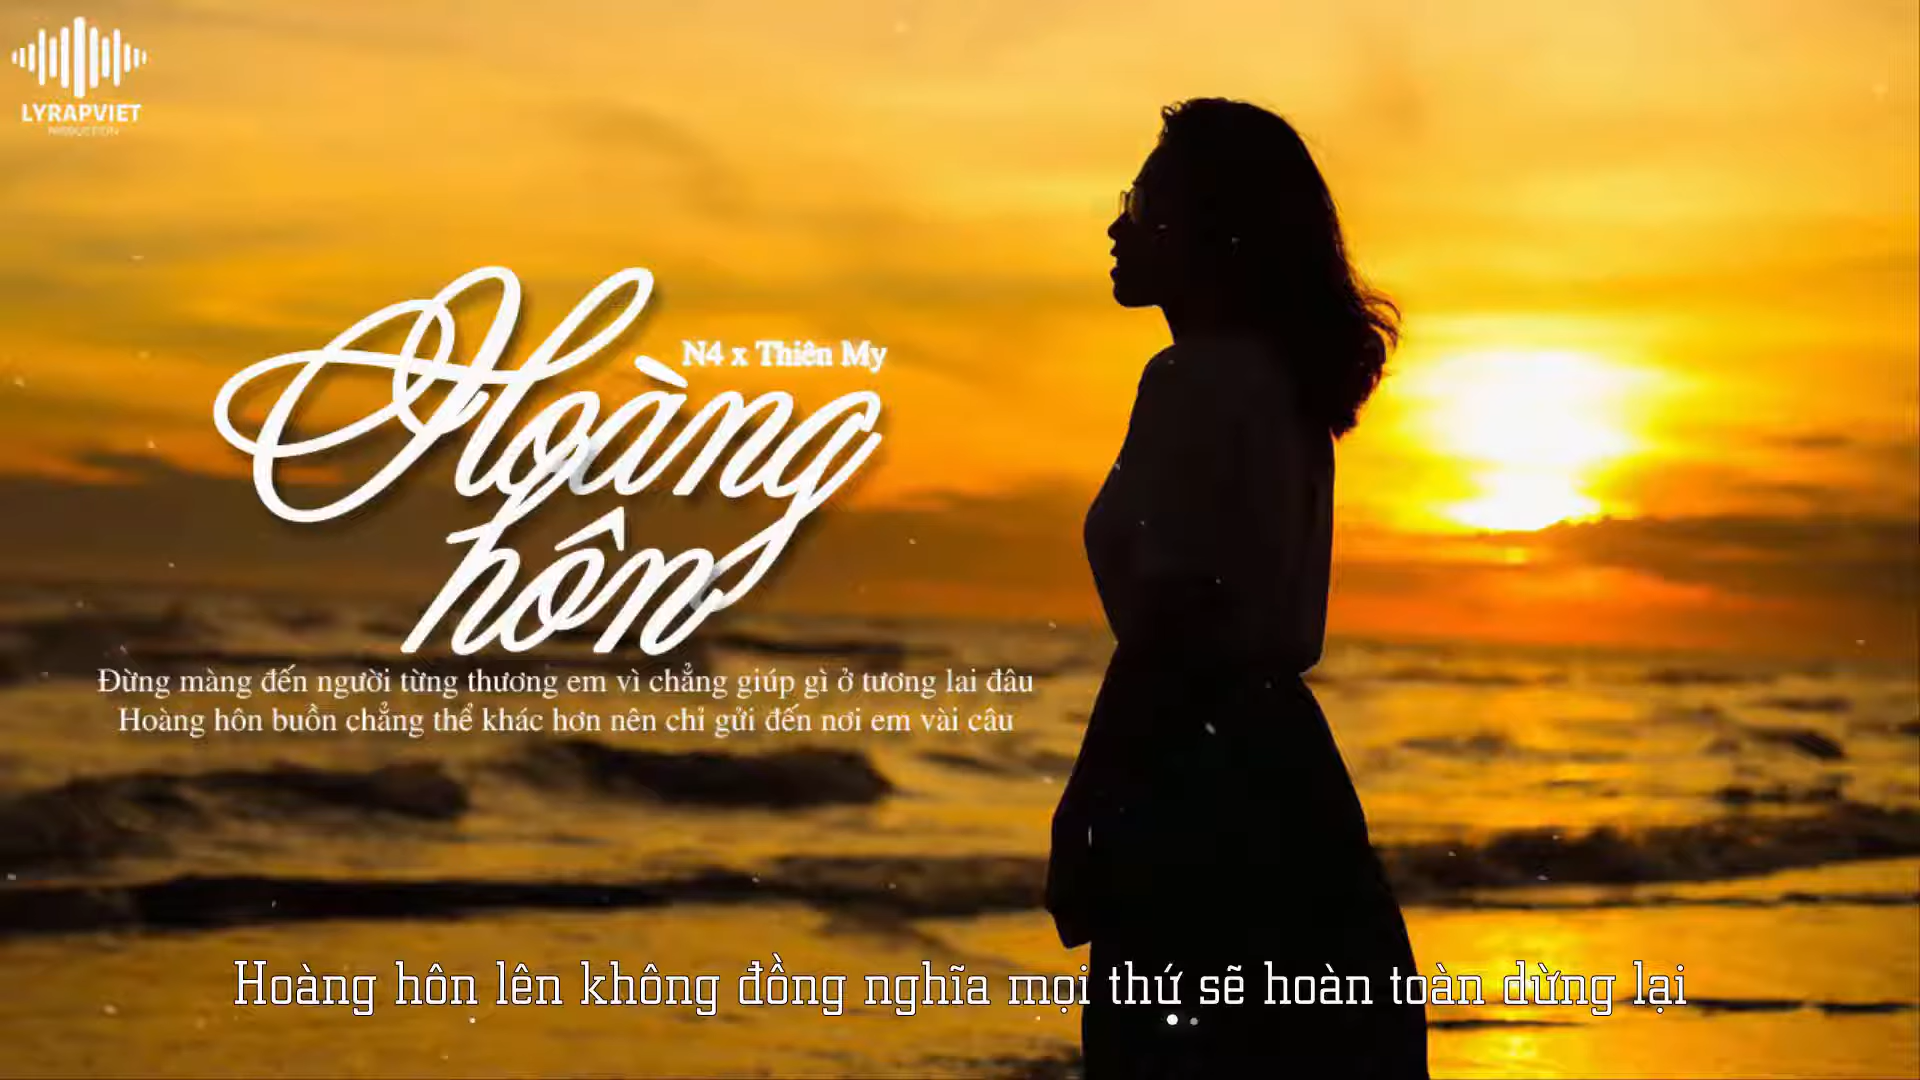 LYRAPVIET
PRODUCTION
N4 x Thiên My
Hoàng
hôn
Đừng màng đến người từng thương em vì chẳng giúp gì ở tương lai đâu
Hoàng hôn buồn chẳng thể khác hơn nên chỉ gửi đến nơi em vài câu
Hoàng hôn lên không đồng nghĩa mọi thứ sẽ hoàn toàn dừng lại